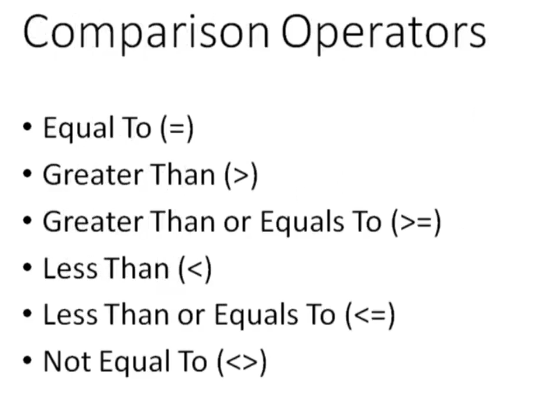 Comparison Operators
• Equal To (=)
• Greater Than (>)
• Greater Than or Equals To (>=)
• Less Than (<)
• Less Than or Equals To (<=)
• Not Equal To (<>)